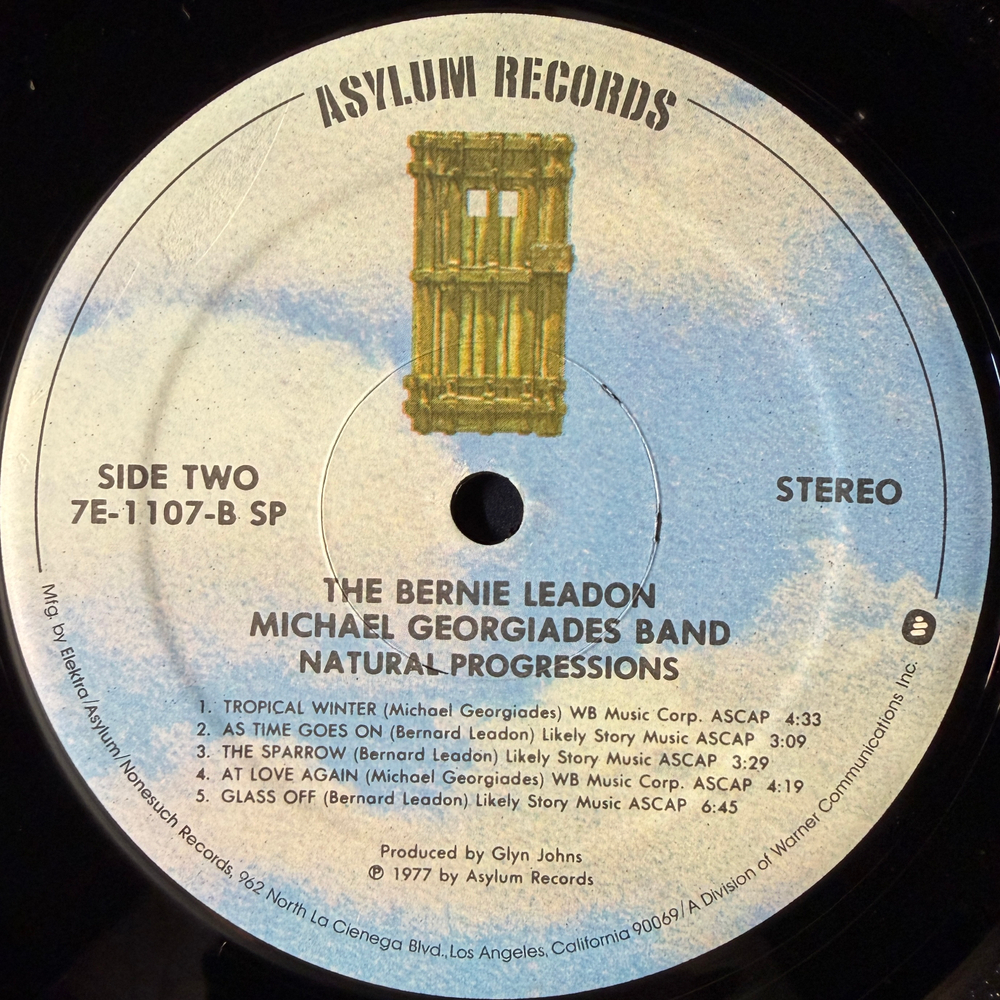 ASYLUM RECORDS
SIDE TWO
7E-1107-B SP
STEREO
THE BERNIE LEADON
MICHAEL GEORGIADES BAND
NATURAL PROGRESSIONS
1. TROPICAL WINTER (Michael Georgiades) WB Music Corp. ASCAP 4:33
2. AS TIME GOES ON (Bernard Leadon) Likely Story Music ASCAP 3:09
3. THE SPARROW (Bernard Leadon) Likely Story Music ASCAP 3:29
4. AT LOVE AGAIN (Michael Georgiades) WB Music Corp. ASCAP 4:19
5. GLASS OFF (Bernard Leadon) Likely Story Music ASCAP 6:45
Produced by Glyn Johns
℗ 1977 by Asylum Records
Mfg. by Elektra/Asylum/Nonesuch Records, 962 North La Cienega Blvd., Los Angeles, California 90069/A Division of Warner Communications Inc.